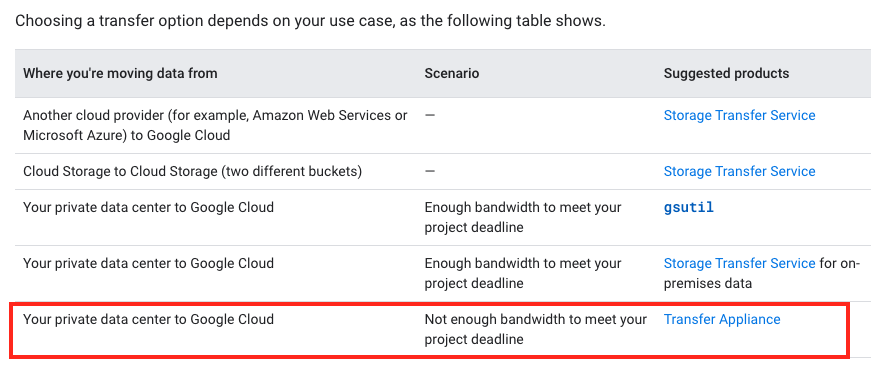 Choosing a transfer option depends on your use case, as the following table shows.
Where you're moving data from Scenario Suggested products
Another cloud provider (for example, Amazon Web Services or — Storage Transfer Service
Microsoft Azure) to Google Cloud
Cloud Storage to Cloud Storage (two different buckets) — Storage Transfer Service
Your private data center to Google Cloud Enough bandwidth to meet your gsutil
project deadline
Your private data center to Google Cloud Enough bandwidth to meet your Storage Transfer Service for on-
project deadline premises data
Your private data center to Google Cloud Not enough bandwidth to meet your Transfer Appliance
project deadline